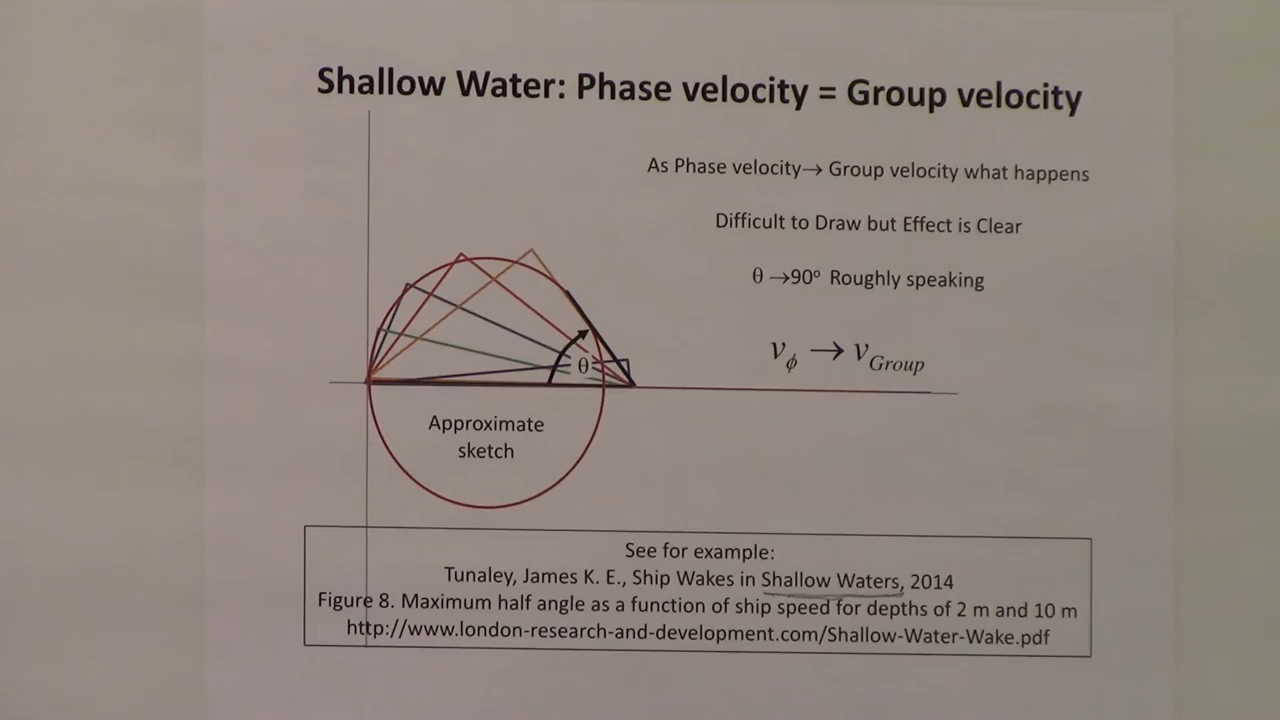 Shallow Water: Phase velocity = Group velocity
As Phase velocity→ Group velocity what happens
Difficult to Draw but Effect is Clear
θ →90° Roughly speaking
v_ϕ → v_Group
θ
Approximate
sketch
See for example:
Tunaley, James K. E., Ship Wakes in Shallow Waters, 2014
Figure 8. Maximum half angle as a function of ship speed for depths of 2 m and 10 m
http://www.london-research-and-development.com/Shallow-Water-Wake.pdf